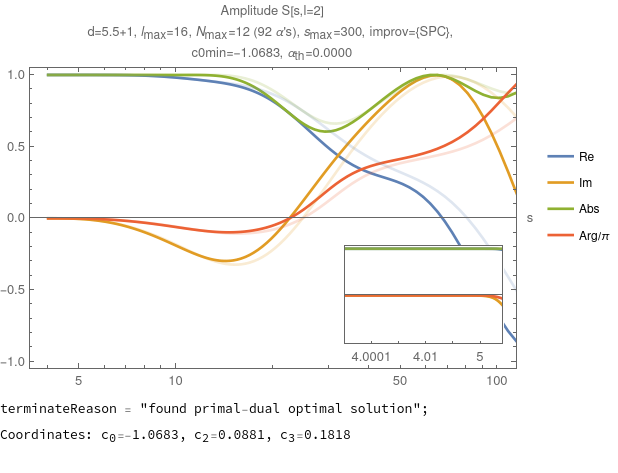 Amplitude S[s,l=2]
d=5.5+1, lmax=16, Nmax=12 (92 α's), smax=300, improv={SPC},
c0min=-1.0683, αth=0.0000
1.0
0.5
0.0
-0.5
-1.0
s
5 10 50 100
4.0001 4.01 5
Re
Im
Abs
Arg/π
terminateReason = "found primal-dual optimal solution";
Coordinates: c0=-1.0683, c2=0.0881, c3=0.1818